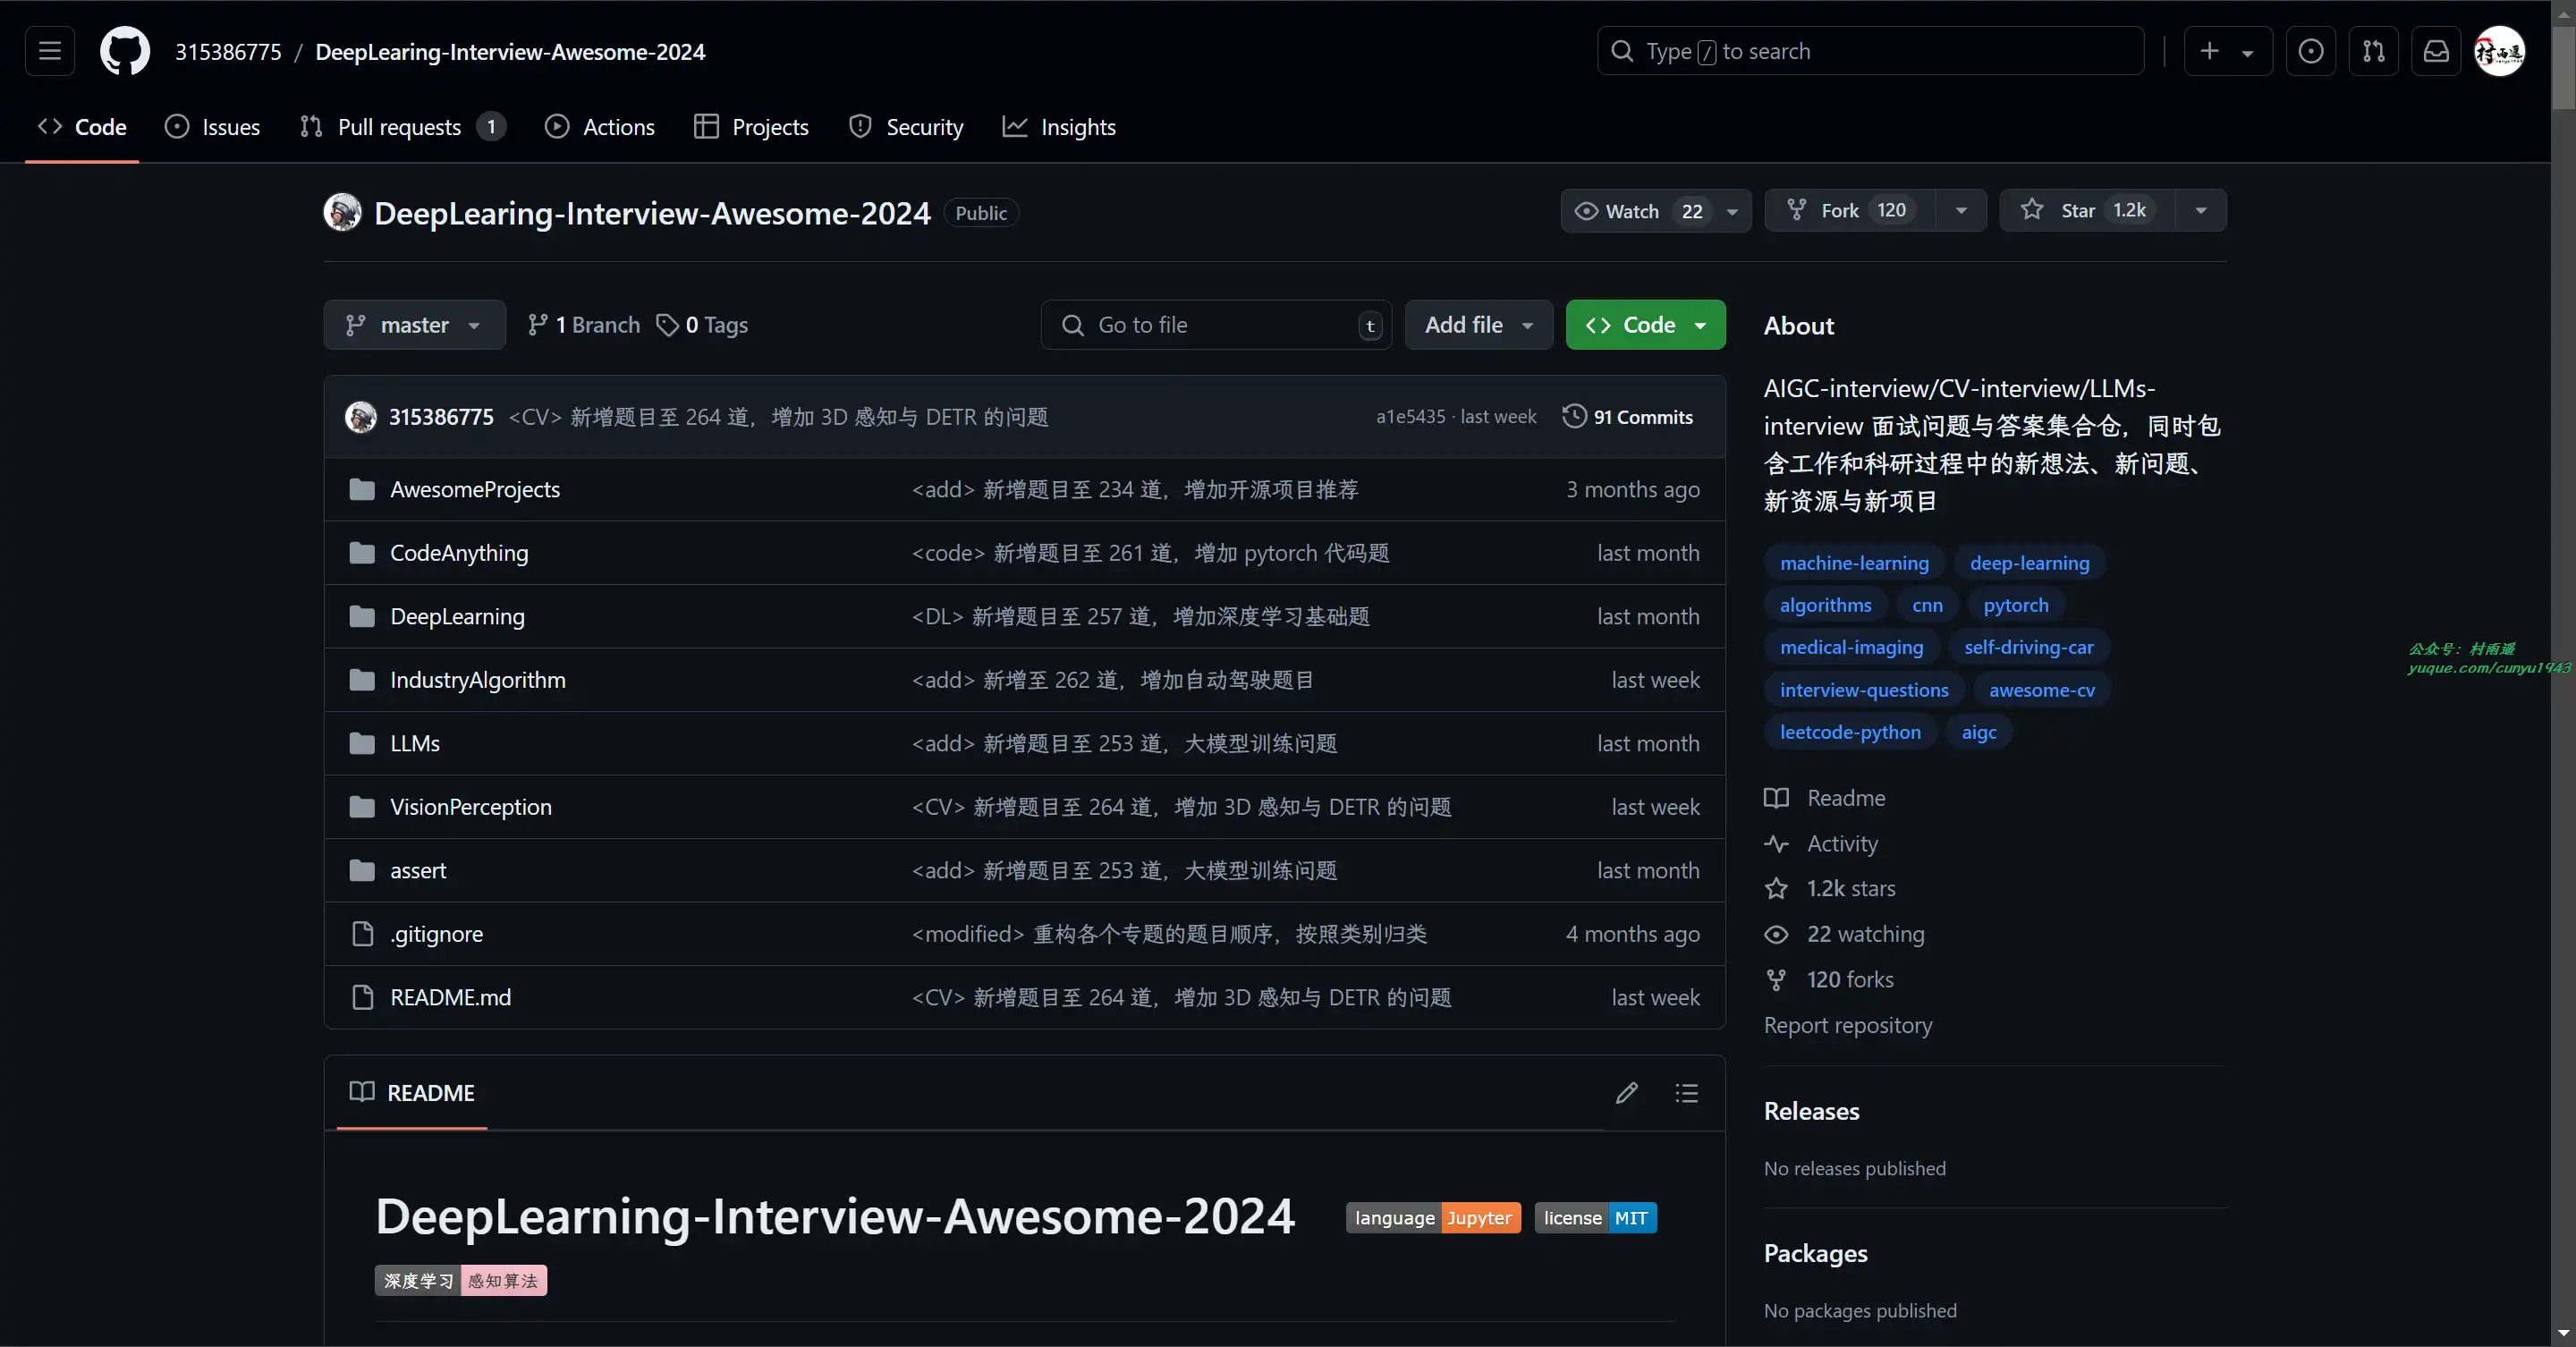 315386775 / DeepLearing-Interview-Awesome-2024
Type / to search
Code Issues Pull requests 1 Actions Projects Security Insights
DeepLearing-Interview-Awesome-2024 Public
Watch 22 Fork 120 Star 1.2k
master 1 Branch 0 Tags
Go to file t Add file Code
315386775 <CV> 新增题目至 264 道，增加 3D 感知与 DETR 的问题 a1e5435 · last week 91 Commits
AwesomeProjects <add> 新增题目至 234 道，增加开源项目推荐 3 months ago
CodeAnything <code> 新增题目至 261 道，增加 pytorch 代码题 last month
DeepLearning <DL> 新增题目至 257 道，增加深度学习基础题 last month
IndustryAlgorithm <add> 新增至 262 道，增加自动驾驶题目 last week
LLMs <add> 新增题目至 253 道，大模型训练问题 last month
VisionPerception <CV> 新增题目至 264 道，增加 3D 感知与 DETR 的问题 last week
assert <add> 新增题目至 253 道，大模型训练问题 last month
.gitignore <modified> 重构各个专题的题目顺序，按照类别归类 4 months ago
README.md <CV> 新增题目至 264 道，增加 3D 感知与 DETR 的问题 last week
README
DeepLearning-Interview-Awesome-2024 language Jupyter license MIT
深度学习 感知算法
About
AIGC-interview/CV-interview/LLMs-
interview 面试问题与答案集合仓，同时包
含工作和科研过程中的新想法、新问题、
新资源与新项目
machine-learning deep-learning
algorithms cnn pytorch
medical-imaging self-driving-car
interview-questions awesome-cv
leetcode-python aigc
Readme
Activity
1.2k stars
22 watching
120 forks
Report repository
Releases
No releases published
Packages
No packages published
公众号：村雨遥
yuque.com/cunyu1943